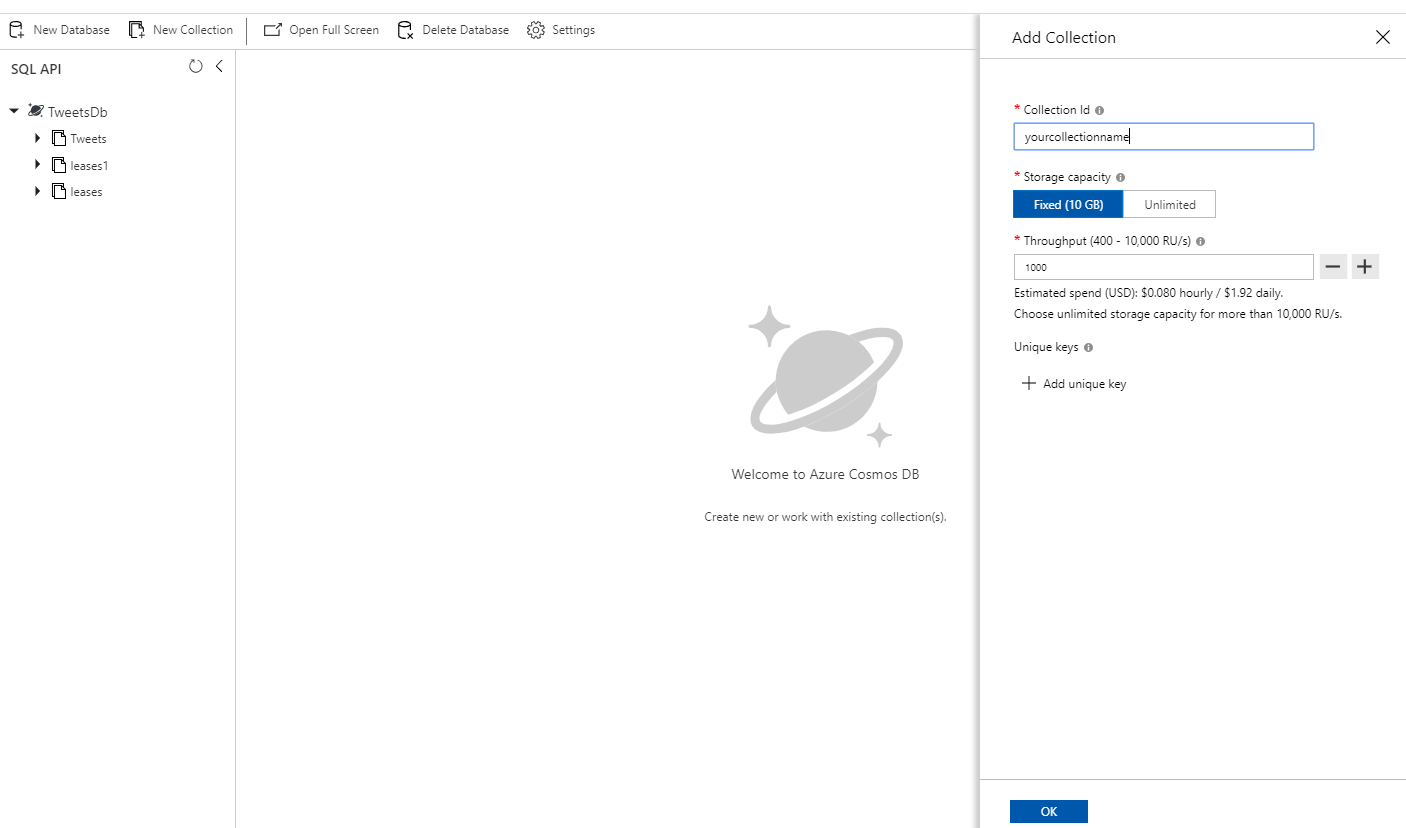 New Database New Collection Open Full Screen Delete Database Settings
SQL API
TweetsDb
Tweets
leases1
leases
Welcome to Azure Cosmos DB
Create new or work with existing collection(s).
Add Collection
* Collection Id
yourcollectionname
* Storage capacity
Fixed (10 GB) Unlimited
* Throughput (400 - 10,000 RU/s)
1000
Estimated spend (USD): $0.080 hourly / $1.92 daily.
Choose unlimited storage capacity for more than 10,000 RU/s.
Unique keys
Add unique key
OK